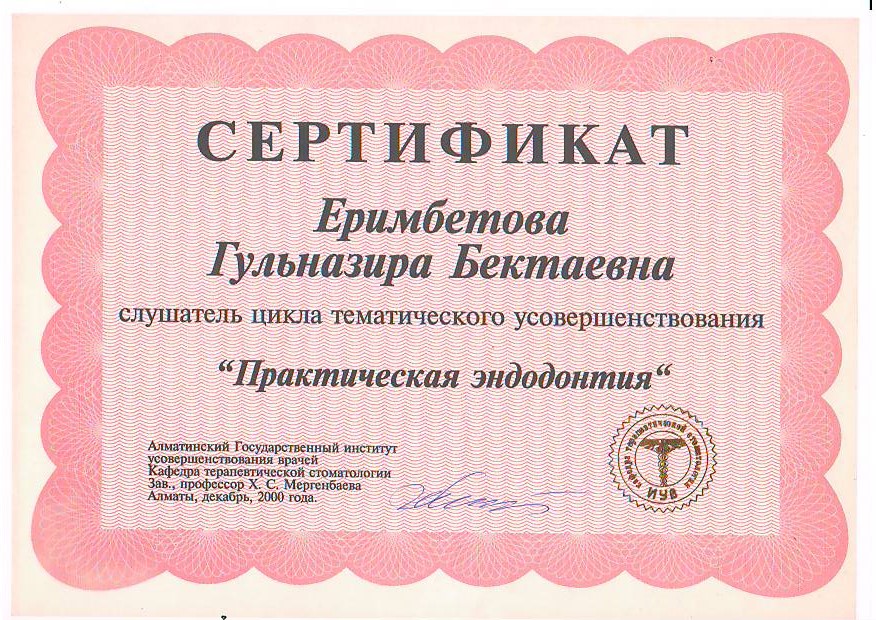 СЕРТИФИКАТ
Еримбетова
Гульназира Бектаевна
слушатель цикла тематического усовершенствования
“Практическая эндодонтия“
Алматинский Государственный институт
усовершенствования врачей
Кафедра терапевтической стоматологии
Зав., профессор Х. С. Мергенбаева
Алматы, декабрь, 2000 года.
кафедра терапевтической стоматологии
ИУВ